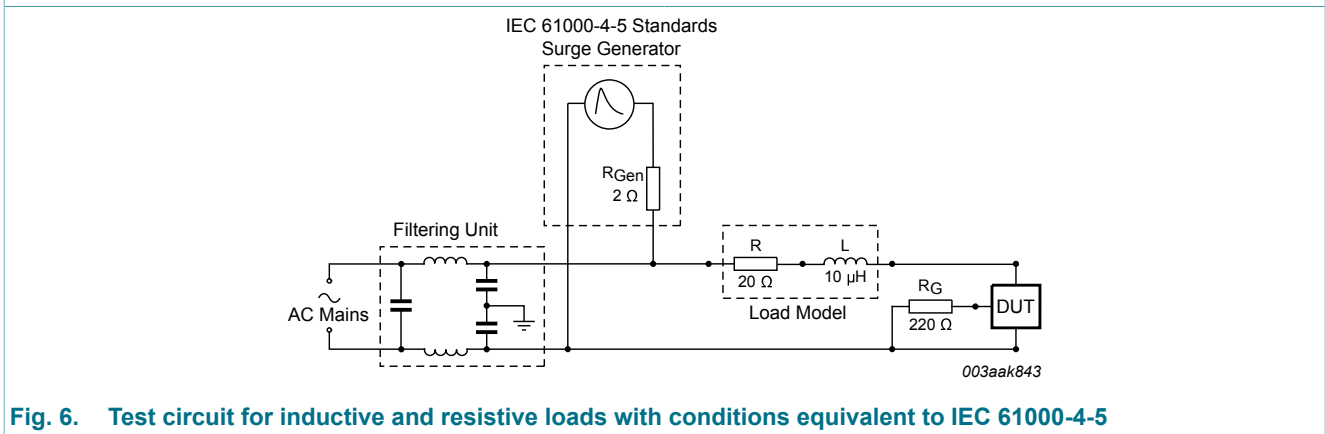 IEC 61000-4-5 Standards
Surge Generator
RGen
2 Ω
Filtering Unit
R
L
20 Ω
10 μH
RG
AC Mains
Load Model
220 Ω
DUT
003aak843
Fig. 6. Test circuit for inductive and resistive loads with conditions equivalent to IEC 61000-4-5